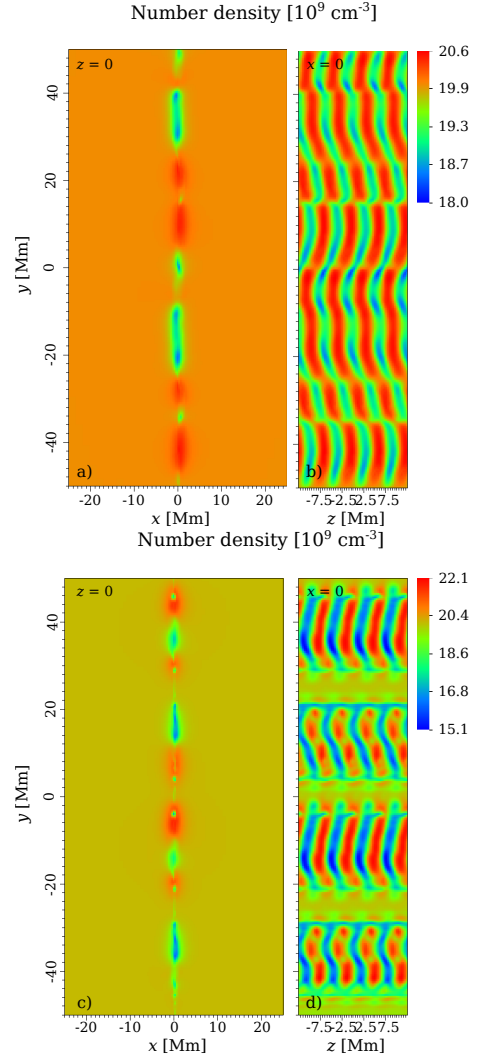 Number density [10⁹ cm⁻³]
z = 0
x = 0
a)
b)
40
20
0
-20
-40
y [Mm]
-20
-10
0
10
20
x [Mm]
-7.5
-2.5
2.5
7.5
z [Mm]
20.6
19.9
19.3
18.7
18.0
Number density [10⁹ cm⁻³]
z = 0
x = 0
c)
d)
40
20
0
-20
-40
y [Mm]
-20
-10
0
10
20
x [Mm]
-7.5
-2.5
2.5
7.5
z [Mm]
22.1
20.4
18.6
16.8
15.1